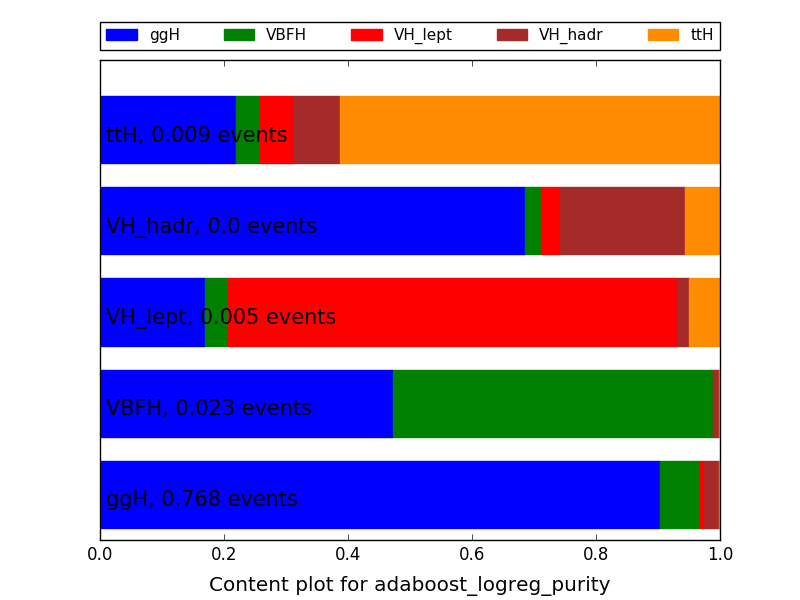 ggH VBFH VH_lept VH_hadr ttH
ttH, 0.009 events
VH_hadr, 0.0 events
VH_lept, 0.005 events
VBFH, 0.023 events
ggH, 0.768 events
0.0 0.2 0.4 0.6 0.8 1.0
Content plot for adaboost_logreg_purity